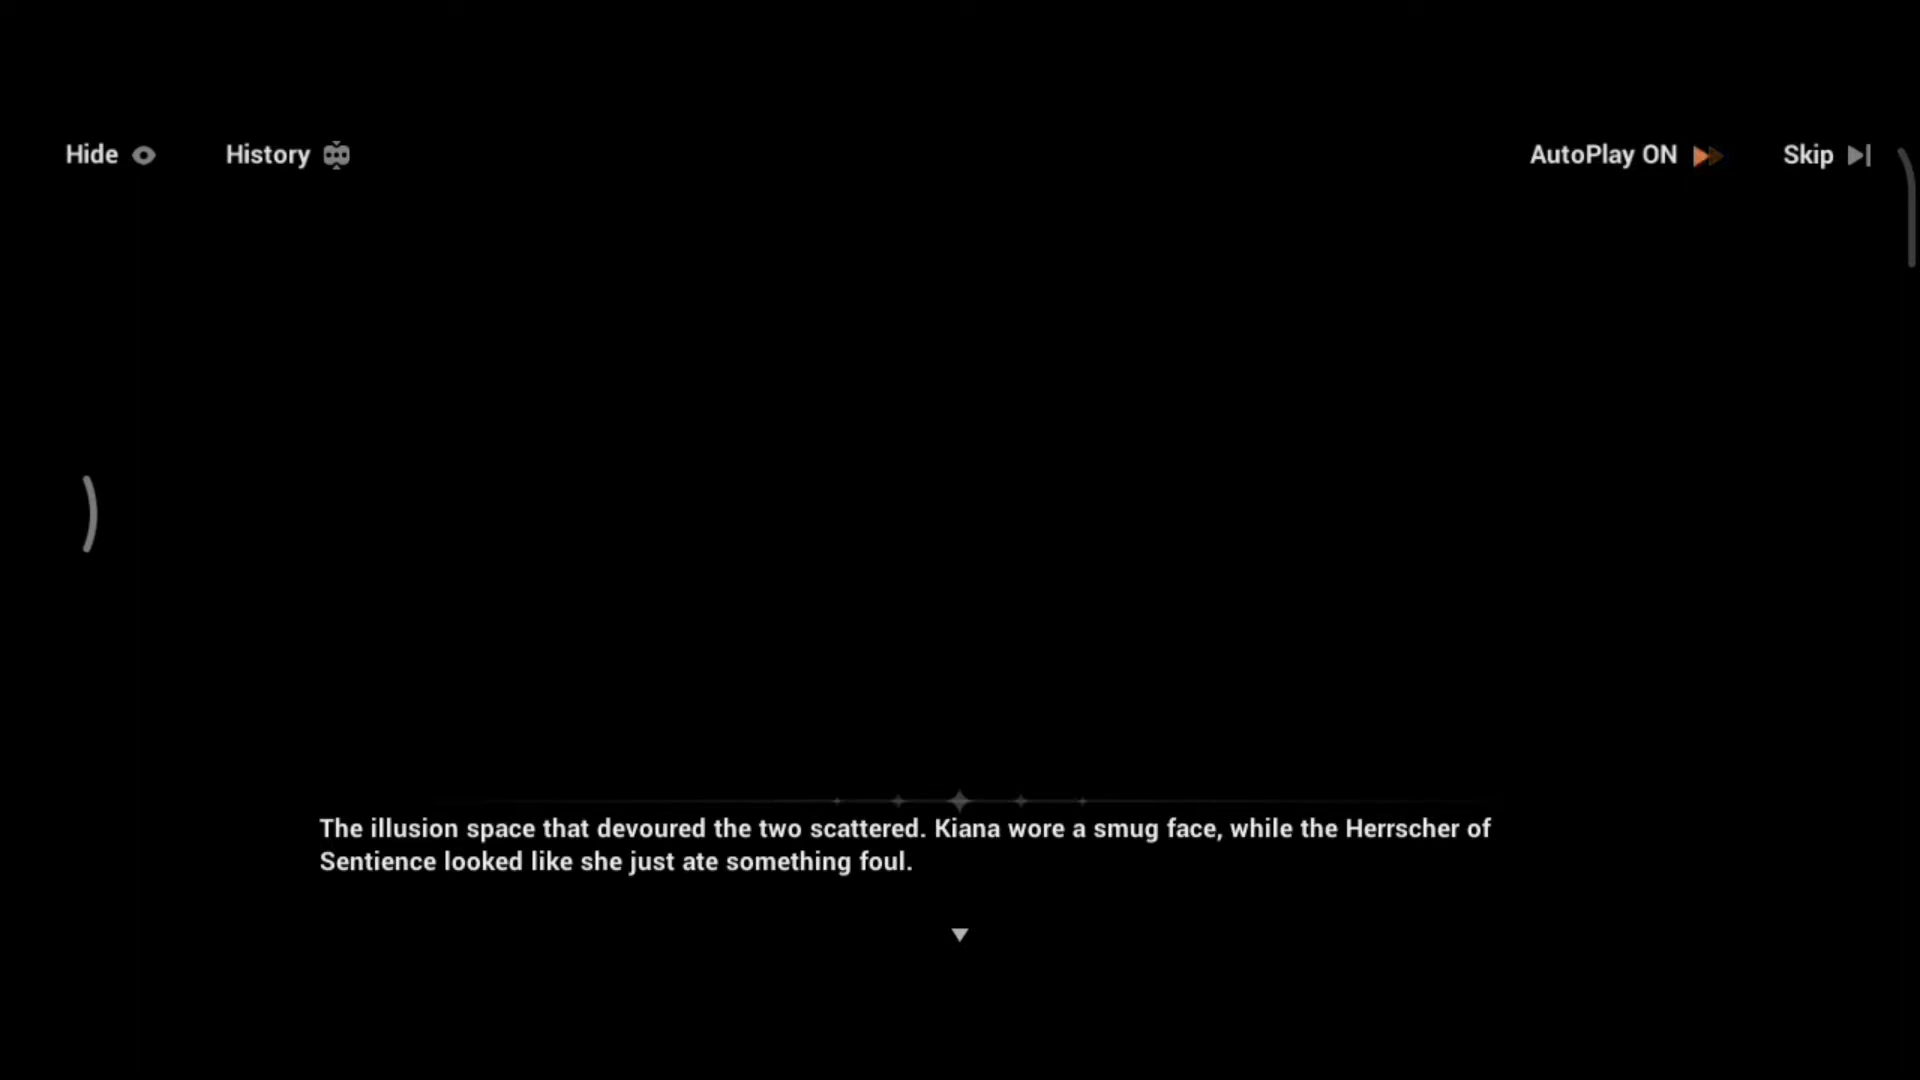 Hide
History
AutoPlay ON
Skip
The illusion space that devoured the two scattered. Kiana wore a smug face, while the Herrscher of
Sentience looked like she just ate something foul.